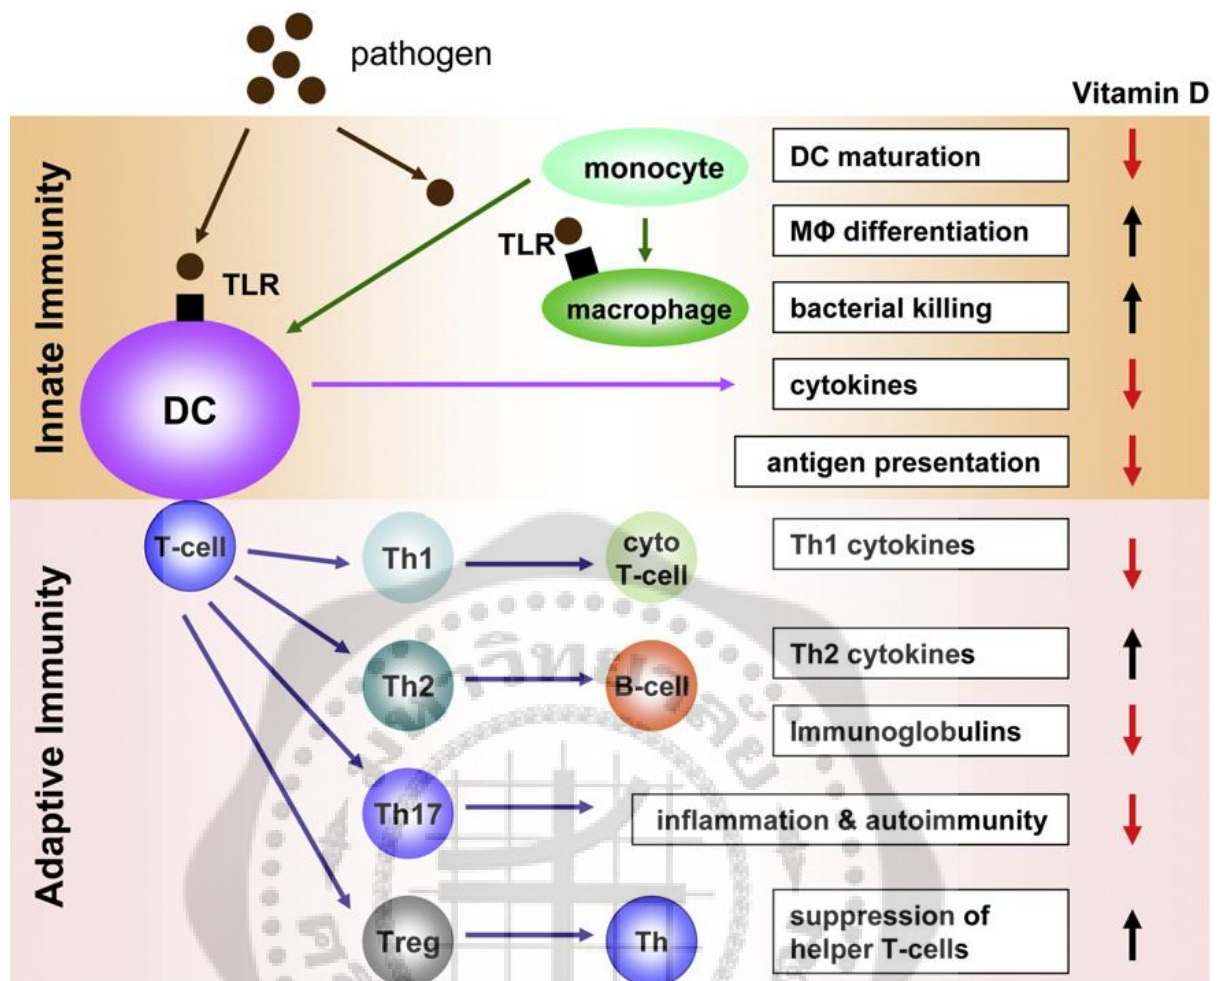 pathogen
Vitamin D
Innate Immunity
monocyte
TLR
macrophage
TLR
DC
DC maturation
MΦ differentiation
bacterial killing
cytokines
antigen presentation
Adaptive Immunity
T-cell
Th1
cyto
T-cell
Th1 cytokines
Th2
B-cell
Th2 cytokines
Immunoglobulins
Th17
inflammation & autoimmunity
Treg
Th
suppression of
helper T-cells